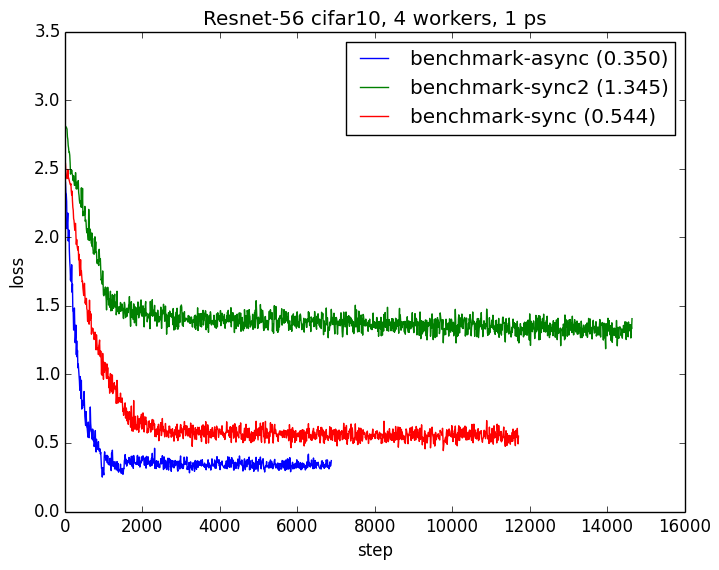 Resnet-56 cifar10, 4 workers, 1 ps
3.5
3.0
2.5
2.0
1.5
1.0
0.5
0.0
loss
benchmark-async (0.350)
benchmark-sync2 (1.345)
benchmark-sync (0.544)
0 2000 4000 6000 8000 10000 12000 14000 16000
step